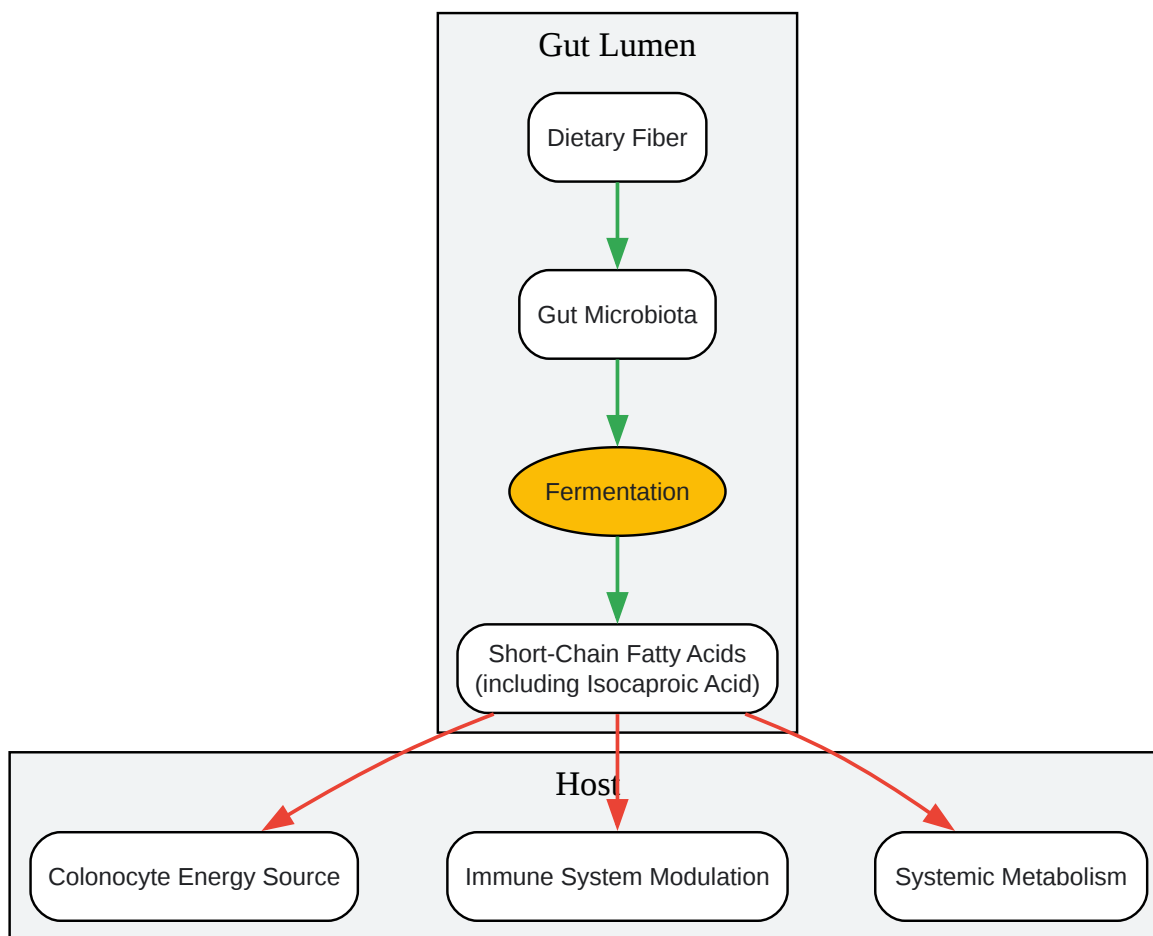 Gut Lumen
Dietary Fiber
Gut Microbiota
Fermentation
Short-Chain Fatty Acids
(including Isocaproic Acid)
Host
Colonocyte Energy Source
Immune System Modulation
Systemic Metabolism